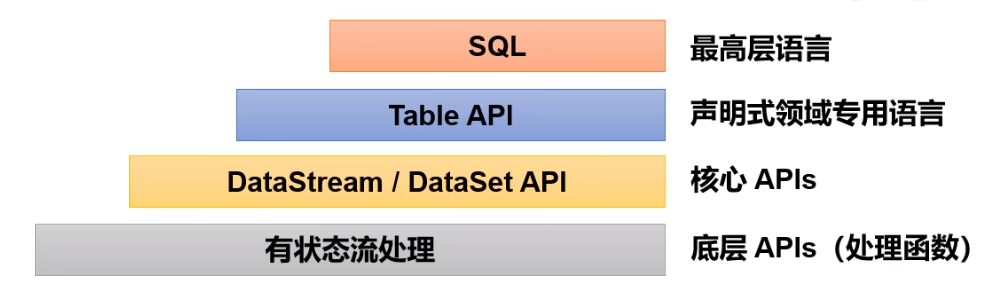 SQL 最高层语言
Table API 声明式领域专用语言
DataStream / DataSet API 核心 APIs
有状态流处理 底层 APIs（处理函数）